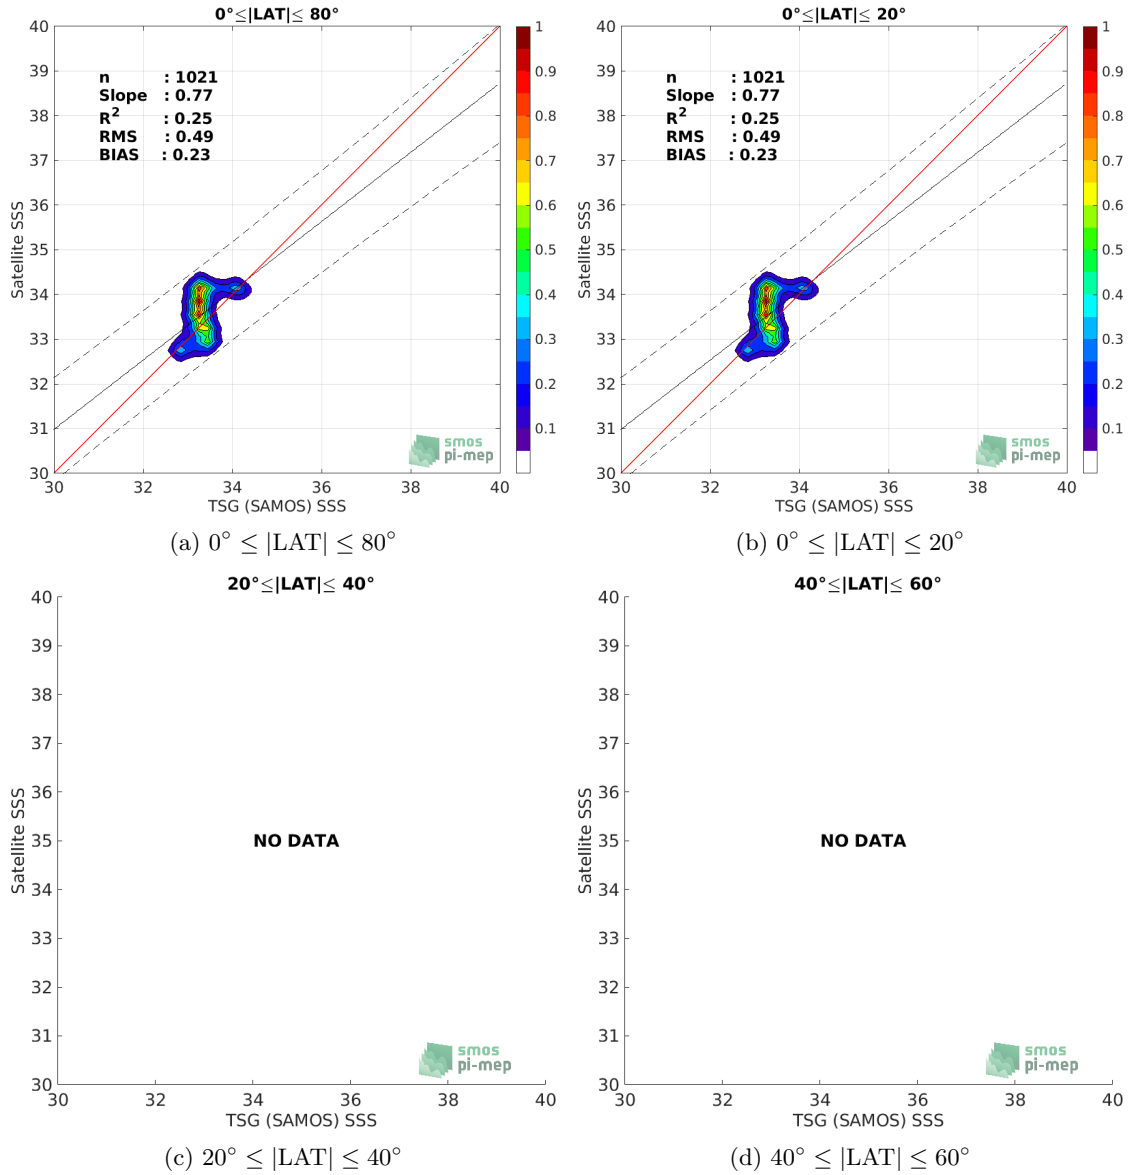 0°≤|LAT|≤ 80°
40
39
38
37
36
35
34
33
32
31
30
Satellite SSS
n : 1021
Slope : 0.77
R2 : 0.25
RMS : 0.49
BIAS : 0.23
smos
pi-mep
30 32 34 36 38 40
TSG (SAMOS) SSS
1
0.9
0.8
0.7
0.6
0.5
0.4
0.3
0.2
0.1
(a) 0° ≤ |LAT| ≤ 80°
0°≤|LAT|≤ 20°
40
39
38
37
36
35
34
33
32
31
30
Satellite SSS
n : 1021
Slope : 0.77
R2 : 0.25
RMS : 0.49
BIAS : 0.23
smos
pi-mep
30 32 34 36 38 40
TSG (SAMOS) SSS
1
0.9
0.8
0.7
0.6
0.5
0.4
0.3
0.2
0.1
(b) 0° ≤ |LAT| ≤ 20°
20°≤|LAT|≤ 40°
40
39
38
37
36
35
34
33
32
31
30
Satellite SSS
NO DATA
smos
pi-mep
30 32 34 36 38 40
TSG (SAMOS) SSS
(c) 20° ≤ |LAT| ≤ 40°
40°≤|LAT|≤ 60°
40
39
38
37
36
35
34
33
32
31
30
Satellite SSS
NO DATA
smos
pi-mep
30 32 34 36 38 40
TSG (SAMOS) SSS
(d) 40° ≤ |LAT| ≤ 60°